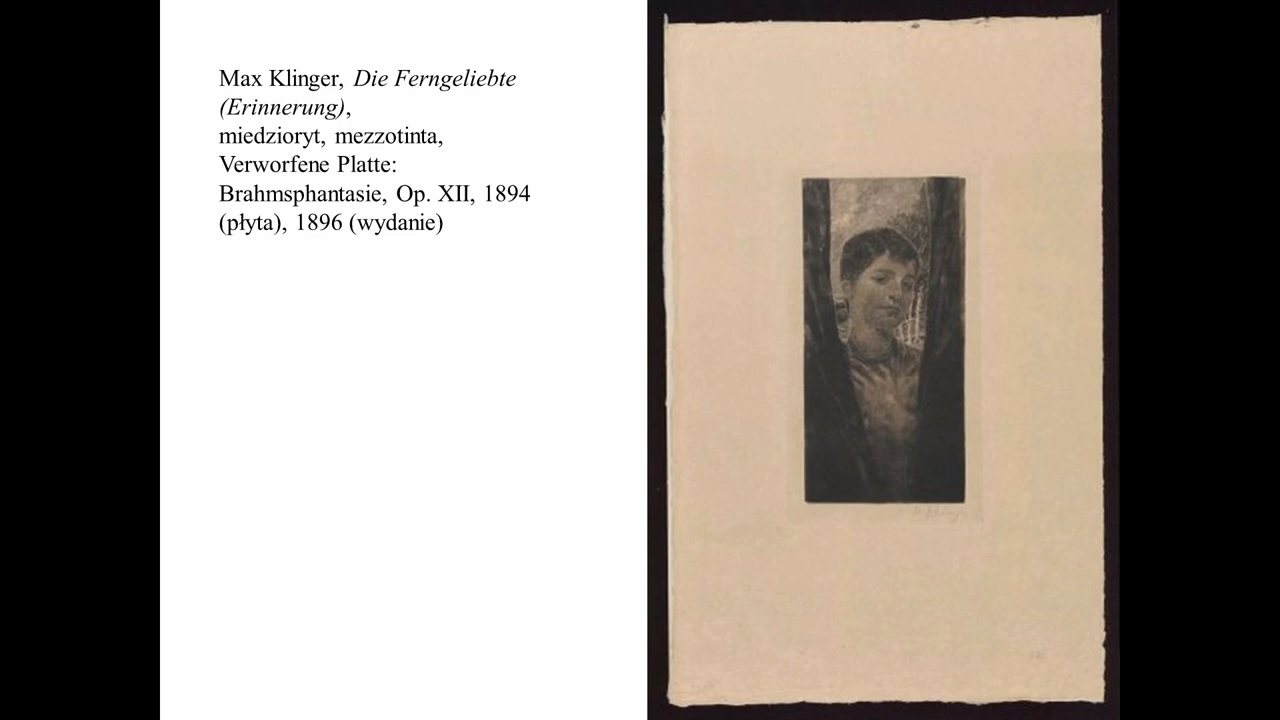 Max Klinger, Die Ferngeliebte
(Erinnerung),
miedzioryt, mezzotinta,
Verworfene Platte:
Brahmsphantasie, Op. XII, 1894
(płyta), 1896 (wydanie)